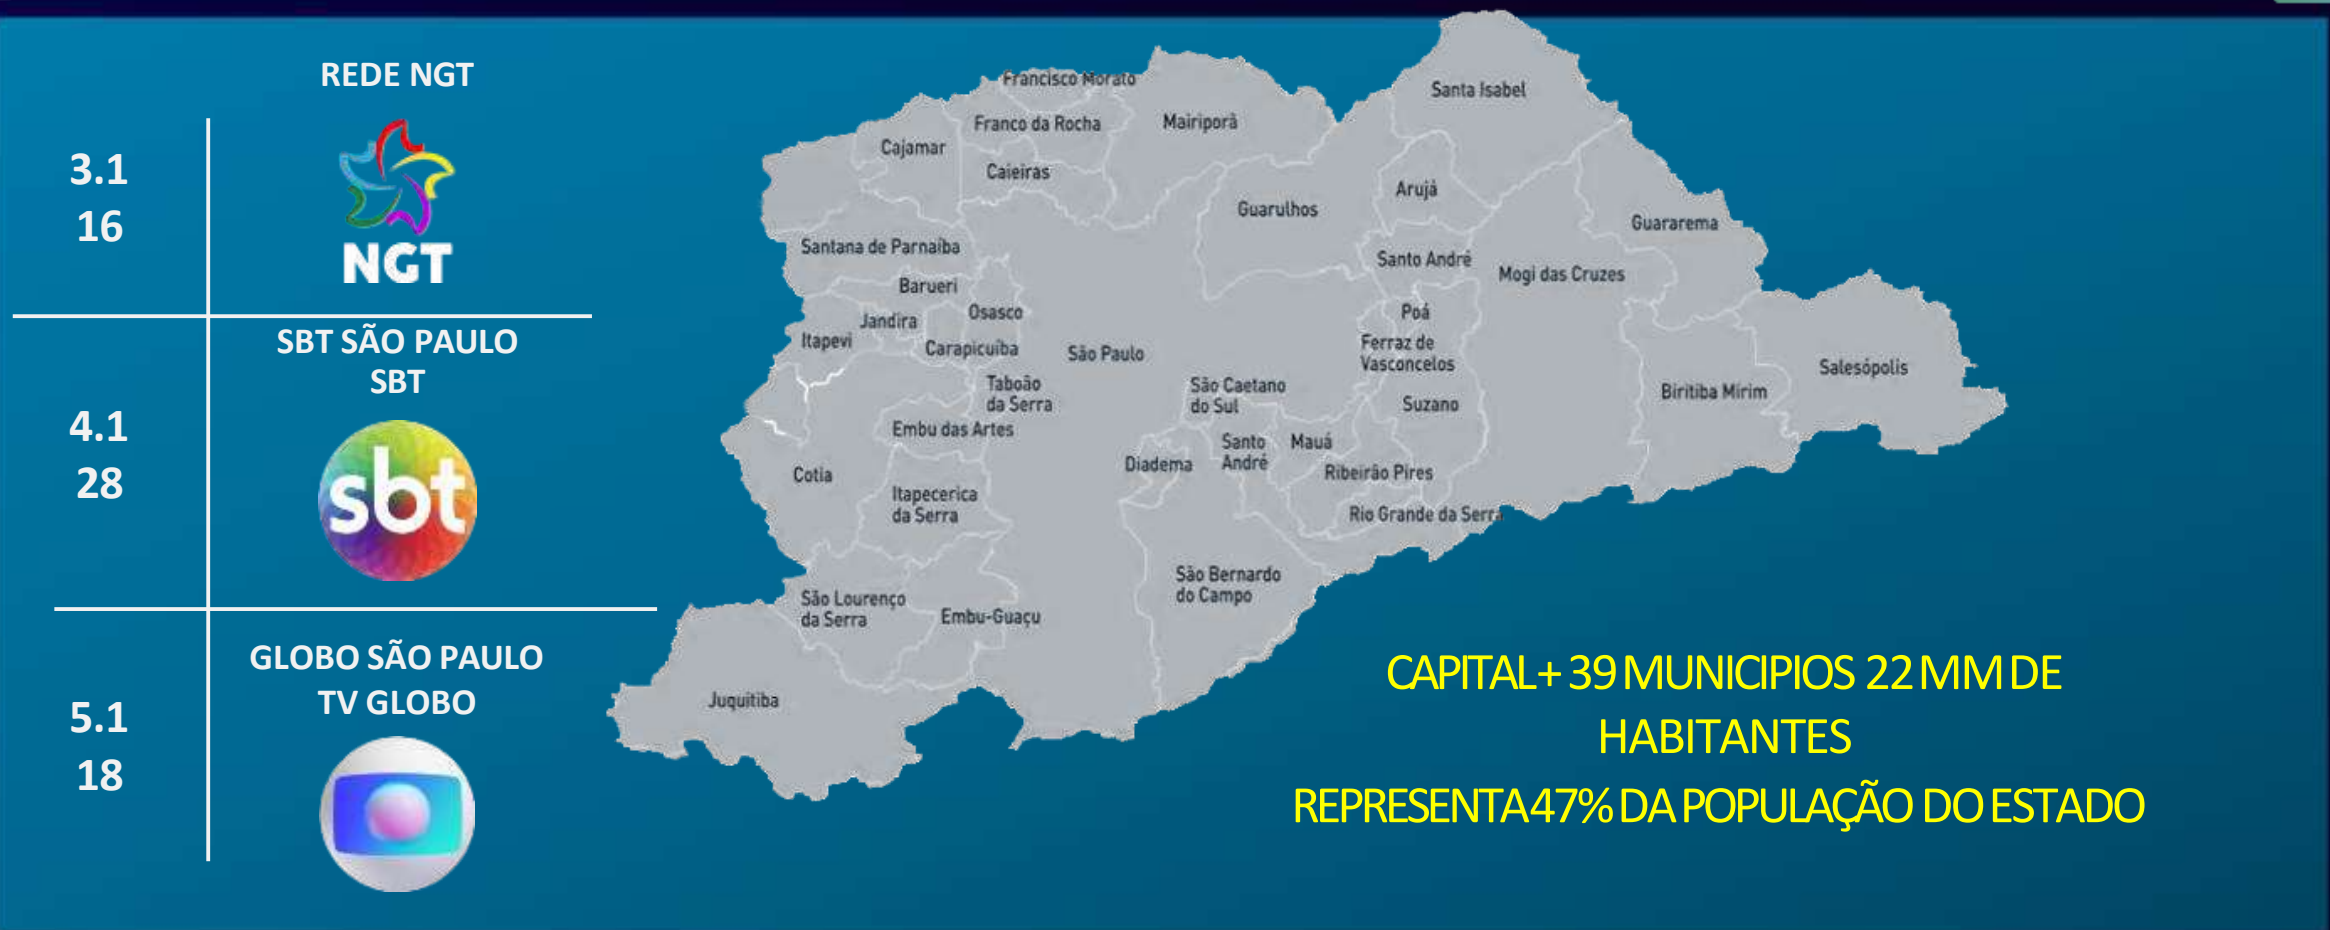 REDE NGT
3.1
16
NGT
SBT SÃO PAULO
SBT
4.1
28
sbt
GLOBO SÃO PAULO
TV GLOBO
5.1
18
Francisco Morato
Santa Isabel
Franco da Rocha
Mairiporã
Cajamar
Caieiras
Arujá
Guarulhos
Guararema
Santana de Parnaíba
Santo André
Mogi das Cruzes
Barueri
Osasco
Poá
Jandira
Itapevi
Carapicuíba
São Paulo
Ferraz de
Vasconcelos
Salesópolis
Taboão
da Serra
São Caetano
do Sul
Biritiba Mirim
Suzano
Embu das Artes
Santo
André
Mauá
Diadema
Cotia
Ribeirão Pires
Itapecerica
da Serra
Rio Grande da Serra
São Bernardo
do Campo
São Lourenço
da Serra
Embu-Guaçu
Juquitiba
CAPITAL+ 39 MUNICIPIOS 22 MM DE
HABITANTES
REPRESENTA 47% DA POPULAÇÃO DO ESTADO